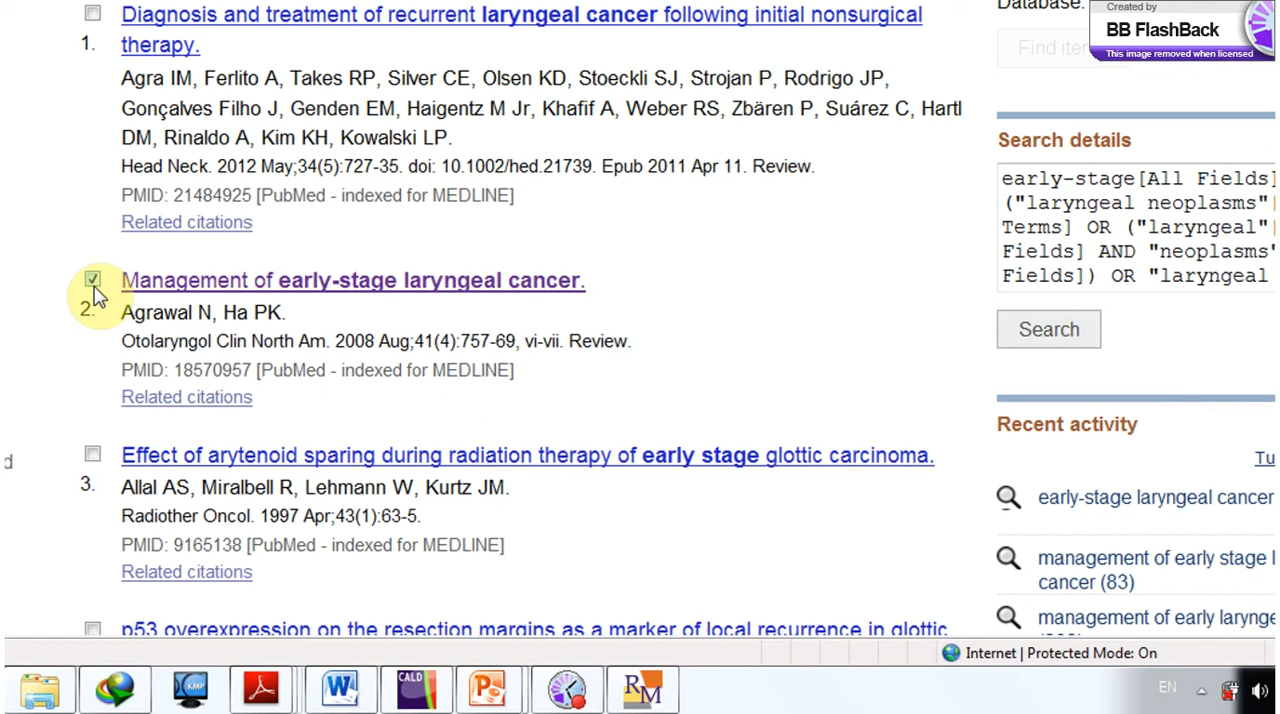 Diagnosis and treatment of recurrent laryngeal cancer following initial nonsurgical
1. therapy.
Agra IM, Ferlito A, Takes RP, Silver CE, Olsen KD, Stoeckli SJ, Strojan P, Rodrigo JP,
Gonçalves Filho J, Genden EM, Haigentz M Jr, Khafif A, Weber RS, Zbären P, Suárez C, Hartl
DM, Rinaldo A, Kim KH, Kowalski LP.
Head Neck. 2012 May;34(5):727-35. doi: 10.1002/hed.21739. Epub 2011 Apr 11. Review.
PMID: 21484925 [PubMed - indexed for MEDLINE]
Related citations
Management of early-stage laryngeal cancer.
2. Agrawal N, Ha PK.
Otolaryngol Clin North Am. 2008 Aug;41(4):757-69, vi-vii. Review.
PMID: 18570957 [PubMed - indexed for MEDLINE]
Related citations
Effect of arytenoid sparing during radiation therapy of early stage glottic carcinoma.
3. Allal AS, Miralbell R, Lehmann W, Kurtz JM.
Radiother Oncol. 1997 Apr;43(1):63-5.
PMID: 9165138 [PubMed - indexed for MEDLINE]
Related citations
p53 overexpression on the resection margins as a marker of local recurrence in glottic
d
Database:
Find
Created by
BB FlashBack
This image removed when licensed
Search details
early-stage[All Fields]
("laryngeal neoplasms"
Terms] OR ("laryngeal"
Fields] AND "neoplasms"
Fields]) OR "laryngeal
Search
Recent activity
Tu
early-stage laryngeal cancer
management of early stage l
cancer (83)
management of early larynge
Internet | Protected Mode: On
KMP
W
CALD
P
RM
EN